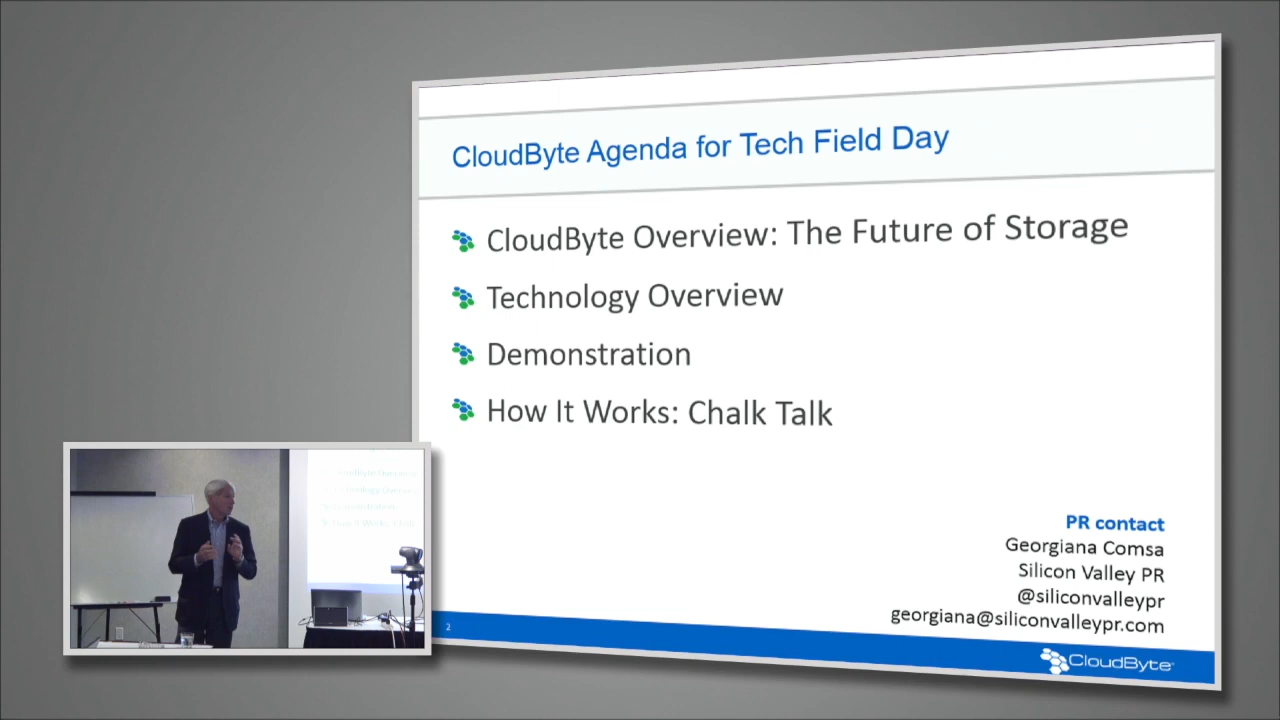 CloudByte Agenda for Tech Field Day
CloudByte Overview: The Future of Storage
Technology Overview
Demonstration
How It Works: Chalk Talk
PR contact
Georgiana Comsa
Silicon Valley PR
@siliconvalleypr
georgiana@siliconvalleypr.com
2
CloudByte